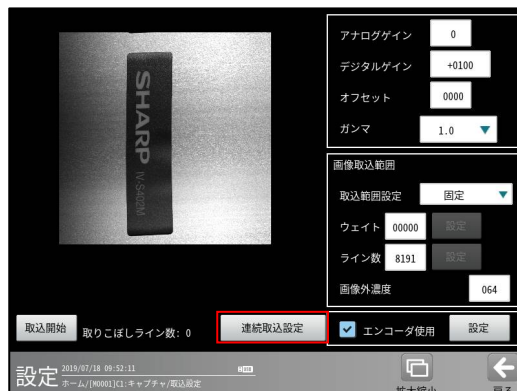 SHARP
IV-S402M
アナログゲイン 0
デジタルゲイン +0100
オフセット 0000
ガンマ 1.0
画像取込範囲
取込範囲設定 固定
ウェイト 00000 設定
ライン数 8191 設定
画像外濃度 064
取込開始 取りこぼしライン数: 0 連続取込設定 エンコーダ使用 設定
設定 2019/07/18 09:52:11
ホーム/[M0001]C1:キャプチャ/取込設定
拡大縮小 戻る